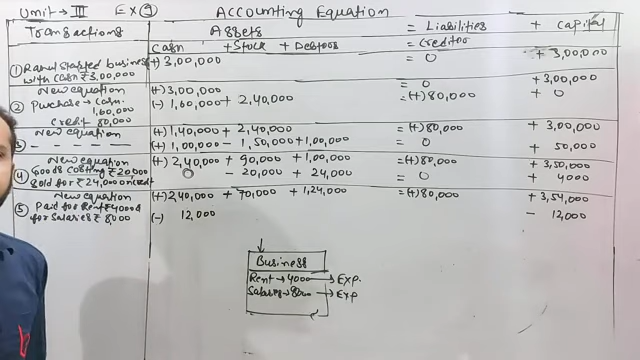 Unit → III Ex ⑨ Accounting Equation
Transactions Assets = Liabilities + Capital
Cash + Stock + Debtors = Creditor
① Rahul started business with Cash ₹ 3,00,000 (+) 3,00,000 = 0 + 3,00,000
New equation (+) 3,00,000 = 0 + 3,00,000
② Purchase → Cash 1,60,000 (-) 1,60,000 + 2,40,000 = (+) 80,000 + 0
Credit 80,000
New equation (+) 1,40,000 + 2,40,000 = (+) 80,000 + 3,00,000
③ - - - - (+) 1,00,000 - 1,50,000 + 1,00,000 = 0 + 50,000
New equation (+) 2,40,000 + 90,000 + 1,00,000 = (+) 80,000 + 3,50,000
④ Goods costing ₹ 20,000 0 - 20,000 + 24,000 = 0 + 4000
Sold for ₹ 24,000 on credit
New equation (+) 2,40,000 + 70,000 + 1,24,000 = (+) 80,000 + 3,54,000
⑤ Paid for Rent ₹ 4000 & (-) 12,000 - 12,000
for Salaries ₹ 8,000
Business
Rent → 4000 → Exp.
Salaries → 8000 → Exp